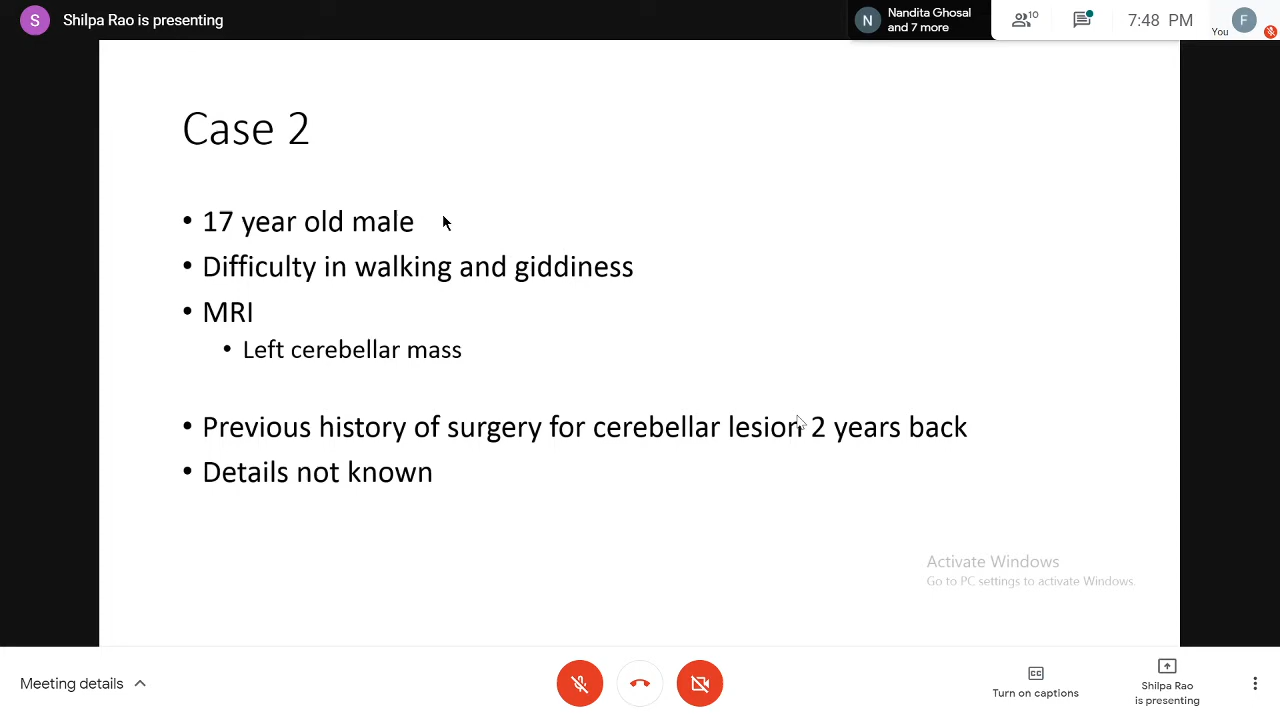 S Shilpa Rao is presenting
N Nandita Ghosal
and 7 more
10
7:48 PM
You
F
Case 2
• 17 year old male
• Difficulty in walking and giddiness
• MRI
• Left cerebellar mass
• Previous history of surgery for cerebellar lesion 2 years back
• Details not known
Activate Windows
Go to PC settings to activate Windows.
Meeting details
CC
Turn on captions
Shilpa Rao
is presenting